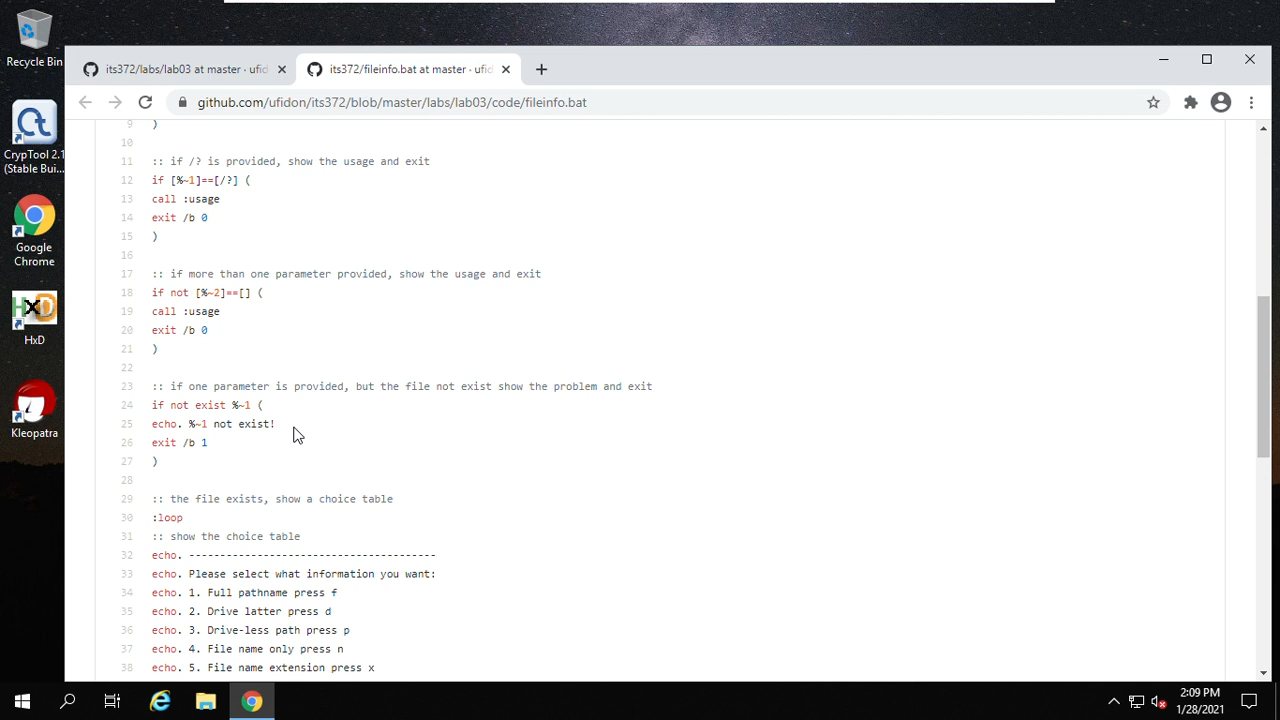 Recycle Bin
CrypTool 2.1
(Stable Bui...
Google
Chrome
HxD
HxD
Kleopatra
its372/labs/lab03 at master · ufid
its372/fileinfo.bat at master · ufid
github.com/ufidon/its372/blob/master/labs/lab03/code/fileinfo.bat
9 )
10
11 :: if /? is provided, show the usage and exit
12 if [%~1]==[/?] (
13 call :usage
14 exit /b 0
15 )
16
17 :: if more than one parameter provided, show the usage and exit
18 if not [%~2]==[] (
19 call :usage
20 exit /b 0
21 )
22
23 :: if one parameter is provided, but the file not exist show the problem and exit
24 if not exist %~1 (
25 echo. %~1 not exist!
26 exit /b 1
27 )
28
29 :: the file exists, show a choice table
30 :loop
31 :: show the choice table
32 echo. ----------------------------------------
33 echo. Please select what information you want:
34 echo. 1. Full pathname press f
35 echo. 2. Drive latter press d
36 echo. 3. Drive-less path press p
37 echo. 4. File name only press n
38 echo. 5. File name extension press x
2:09 PM
1/28/2021